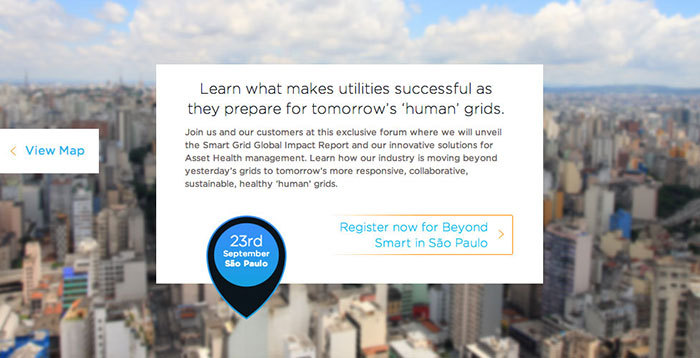 Learn what makes utilities successful as
they prepare for tomorrow's 'human' grids.
Join us and our customers at this exclusive forum where we will unveil
the Smart Grid Global Impact Report and our innovative solutions for
Asset Health management. Learn how our industry is moving beyond
yesterday's grids to tomorrow's more responsive, collaborative,
sustainable, healthy 'human' grids.
View Map
23rd
September
São Paulo
Register now for Beyond
Smart in São Paulo